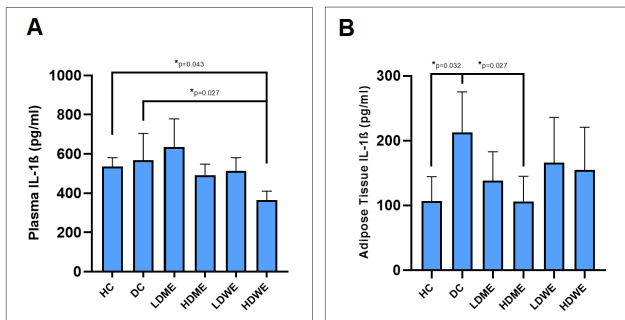 A
*p=0.043
*p=0.027
Plasma IL-1ß (pg/ml)
1000
800
600
400
200
0
HC
DC
LDME
HDME
LDWE
HDWE
B
*p=0.032
*p=0.027
Adipose Tissue IL-1ß (pg/ml)
300
200
100
0
HC
DC
LDME
HDME
LDWE
HDWE